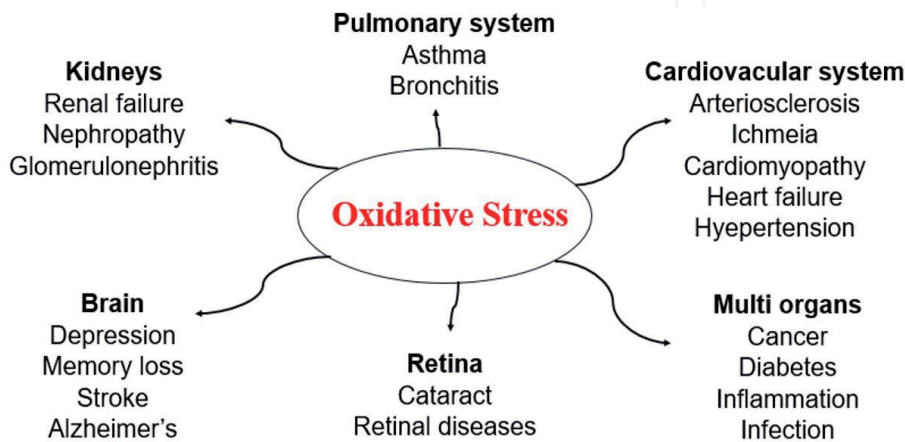 Pulmonary system
Asthma
Bronchitis
Kidneys
Renal failure
Nephropathy
Glomerulonephritis
Cardiovacular system
Arteriosclerosis
Ichmeia
Cardiomyopathy
Heart failure
Hyepertension
Oxidative Stress
Brain
Depression
Memory loss
Stroke
Alzheimer's
Retina
Cataract
Retinal diseases
Multi organs
Cancer
Diabetes
Inflammation
Infection